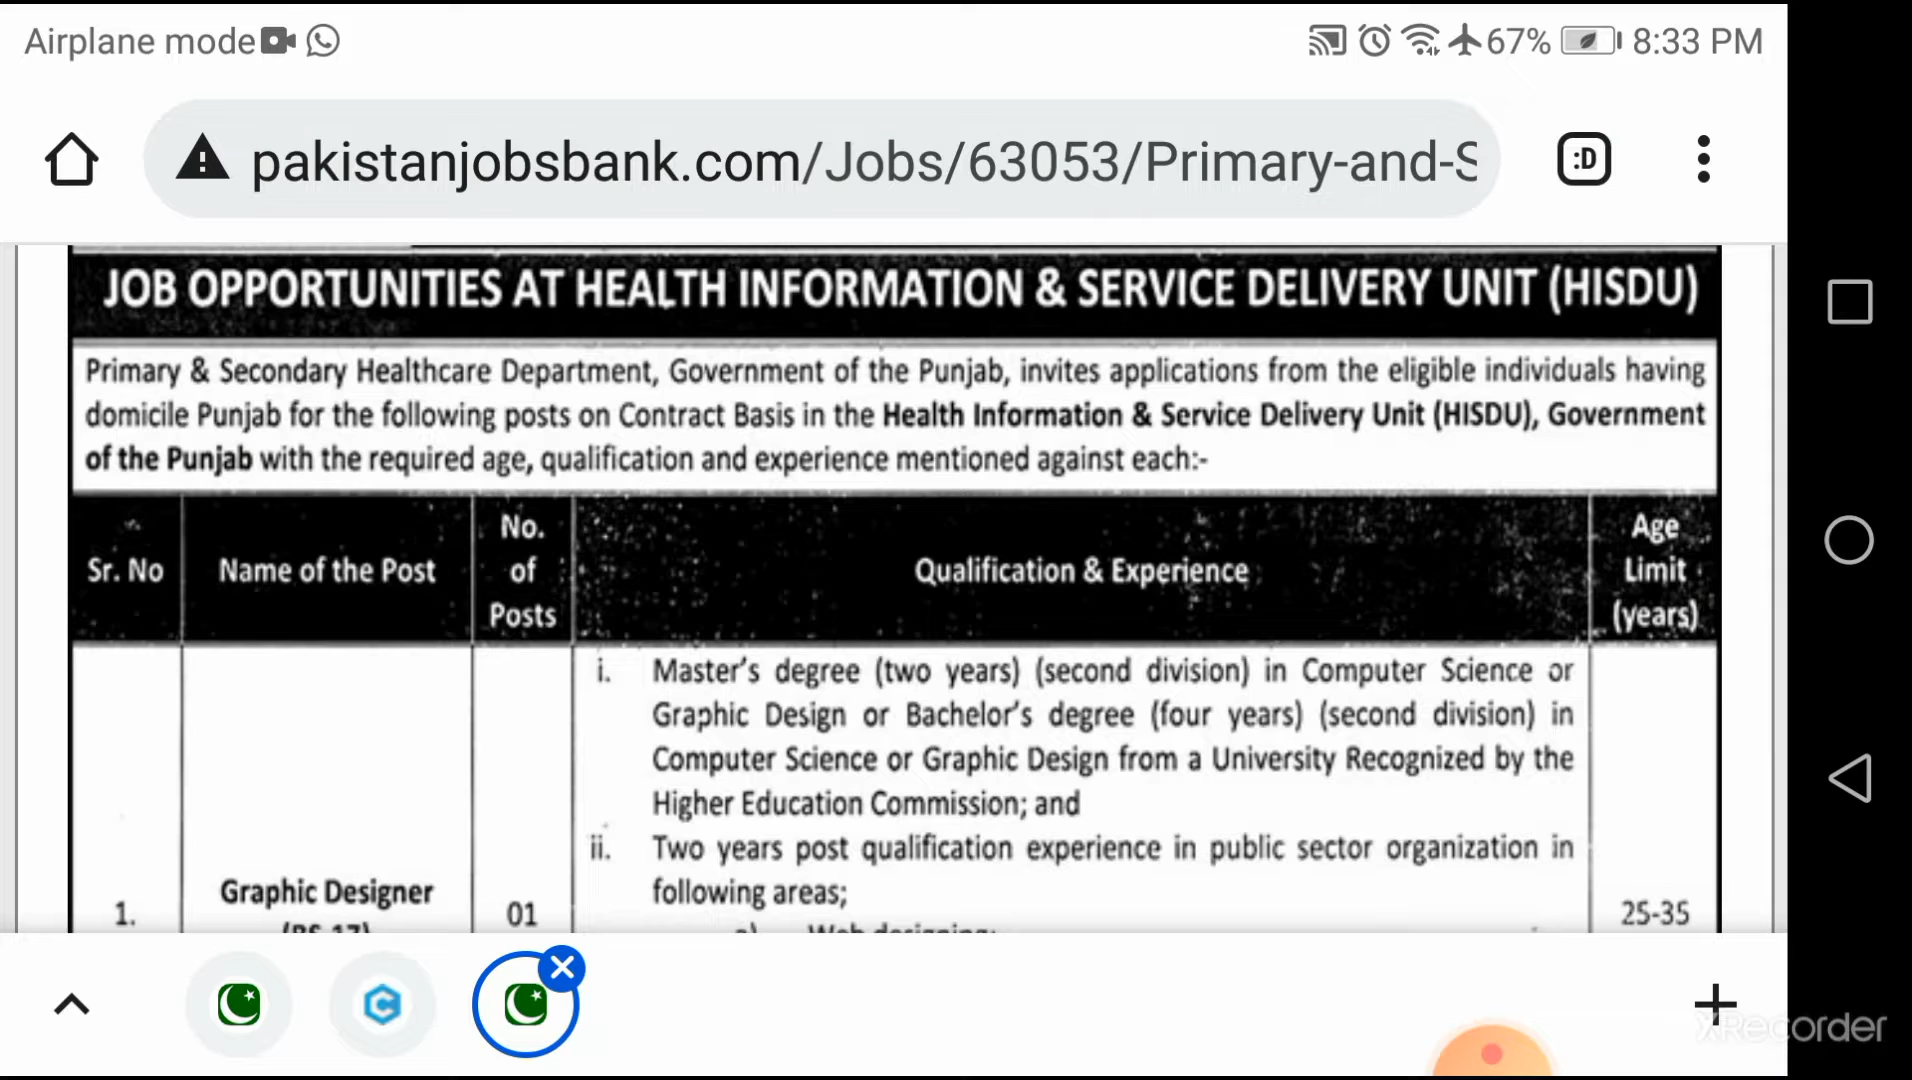 Airplane mode
67% 8:33 PM
pakistanjobsbank.com/Jobs/63053/Primary-and-S
:D
JOB OPPORTUNITIES AT HEALTH INFORMATION & SERVICE DELIVERY UNIT (HISDU)
Primary & Secondary Healthcare Department, Government of the Punjab, invites applications from the eligible individuals having
domicile Punjab for the following posts on Contract Basis in the Health Information & Service Delivery Unit (HISDU), Government
of the Punjab with the required age, qualification and experience mentioned against each:-
Sr. No
Name of the Post
No.
of
Posts
Qualification & Experience
Age
Limit
(years)
1.
Graphic Designer
(BS-17)
01
i. Master's degree (two years) (second division) in Computer Science or
Graphic Design or Bachelor's degree (four years) (second division) in
Computer Science or Graphic Design from a University Recognized by the
Higher Education Commission; and
ii. Two years post qualification experience in public sector organization in
following areas;
a) Web designing;
25-35
XRecorder